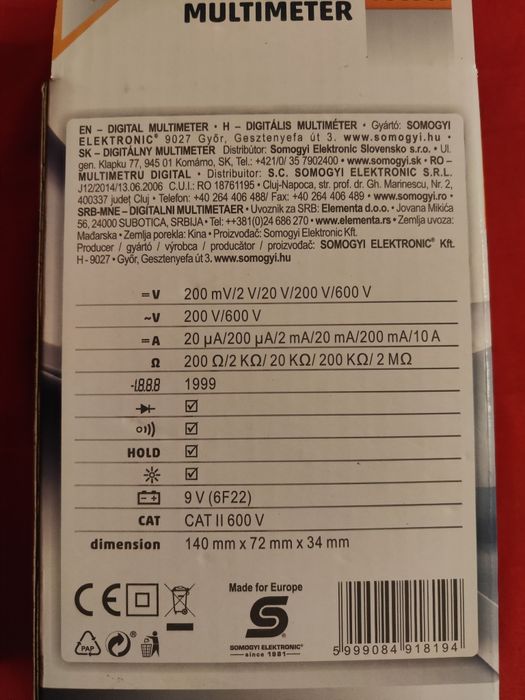 MULTIMETER
EN – DIGITAL MULTIMETER • H – DIGITÁLIS MULTIMÉTER • Gyártó: SOMOGYI
ELEKTRONIC® 9027 Győr, Gesztenyefa út 3. www.somogyi.hu •
SK – DIGITÁLNY MULTIMETER Distribútor: Somogyi Elektronic Slovensko s.r.o. • Ul.
gen. Klapku 77, 945 01 Komárno, SK, Tel.: +421/0/ 35 7902400 • www.somogyi.sk • RO –
MULTIMETRU DIGITAL • Distribuitor: S.C. SOMOGYI ELEKTRONIC S.R.L.
J12/2014/13.06.2006 C.U.I.: RO 18761195 • Cluj-Napoca, str. prof. dr. Gh. Marinescu, Nr. 2,
400337 județ Cluj • Telefon: +40 264 406 488/ Fax: +40 264 406 489 • www.somogyi.ro •
SRB-MNE – DIGITALNI MULTIMETAER • Uvoznik za SRB: Elementa d.o.o. • Jovana Mikića
56, 24000 SUBOTICA, SRBIJA • Tel: ++381(0)24 686 270 • www.elementa.rs • Zemlja uvoza:
Mađarska • Zemlja porekla: Kina • Proizvođač: Somogyi Elektronic Kft.
Producer / gyártó / výrobca / producător / proizvođač: SOMOGYI ELEKTRONIC® Kft.
H - 9027 • Győr, Gesztenyefa út 3. www.somogyi.hu
=V 200 mV/2 V/20 V/200 V/600 V
~V 200 V/600 V
=A 20 µA/200 µA/2 mA/20 mA/200 mA/10 A
Ω 200 Ω/2 KΩ/ 20 KΩ/ 200 KΩ/ 2 MΩ
-1.8.8.8 1999
HOLD
9 V (6F22)
CAT CAT II 600 V
dimension 140 mm x 72 mm x 34 mm
CE
Made for Europe
S
SOMOGYI ELEKTRONIC®
since 1981
PAP
5 999084 918194